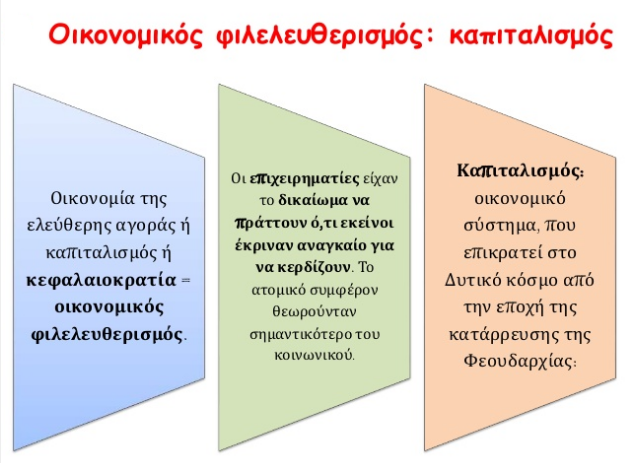 Οικονομικός φιλελευθερισμός: καπιταλισμός
Οικονομία της
ελεύθερης αγοράς ή
καπιταλισμός ή
κεφαλαιοκρατία =
οικονομικός
φιλελευθερισμός.
Οι επιχειρηματίες είχαν
το δικαίωμα να
πράττουν ό,τι εκείνοι
έκριναν αναγκαίο για
να κερδίζουν. Το
ατομικό συμφέρον
θεωρούνταν
σημαντικότερο του
κοινωνικού.
Καπιταλισμός:
οικονομικό
σύστημα, που
επικρατεί στο
Δυτικό κόσμο από
την εποχή της
κατάρρευσης της
Φεουδαρχίας: